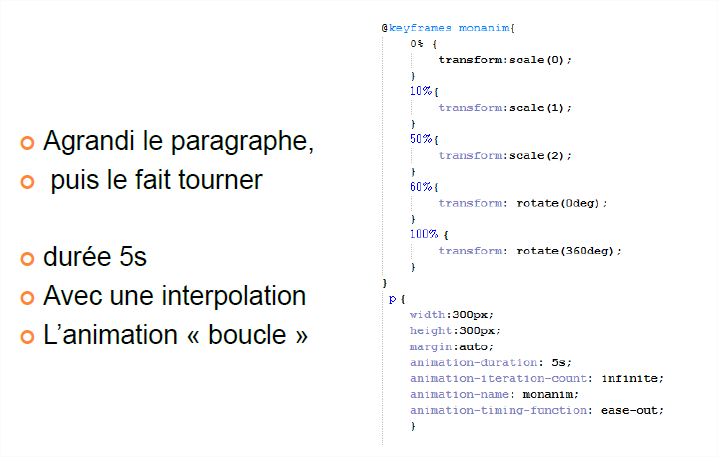 Agrandi le paragraphe,
puis le fait tourner
durée 5s
Avec une interpolation
L’animation « boucle »
@keyframes monanim{
0% {
transform:scale(0);
}
10%{
transform:scale(1);
}
50%{
transform:scale(2);
}
60%{
transform: rotate(0deg);
}
100% {
transform: rotate(360deg);
}
}
p{
width:300px;
height:300px;
margin:auto;
animation-duration: 5s;
animation-iteration-count: infinite;
animation-name: monanim;
animation-timing-function: ease-out;
}